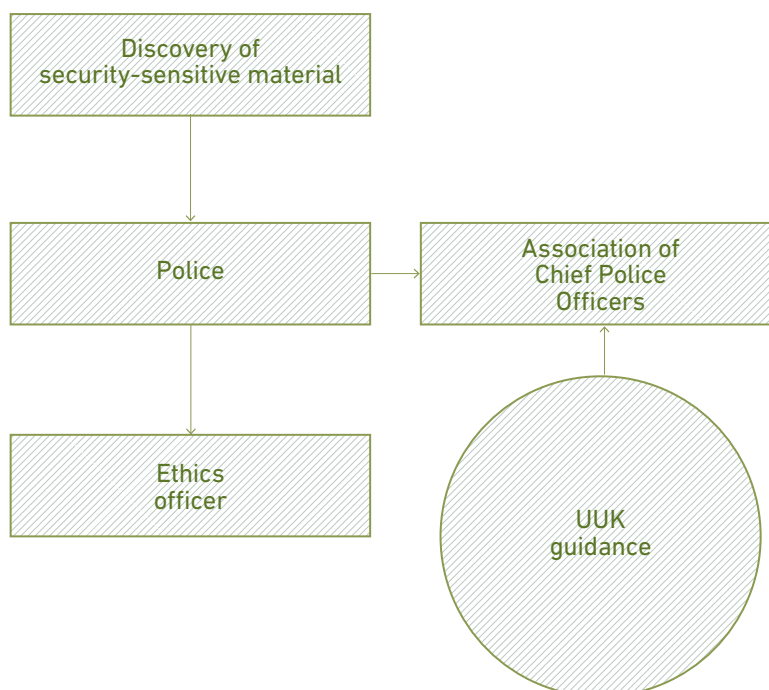 Discovery of
security-sensitive material
Police
Association of
Chief Police
Officers
Ethics
officer
UUK
guidance